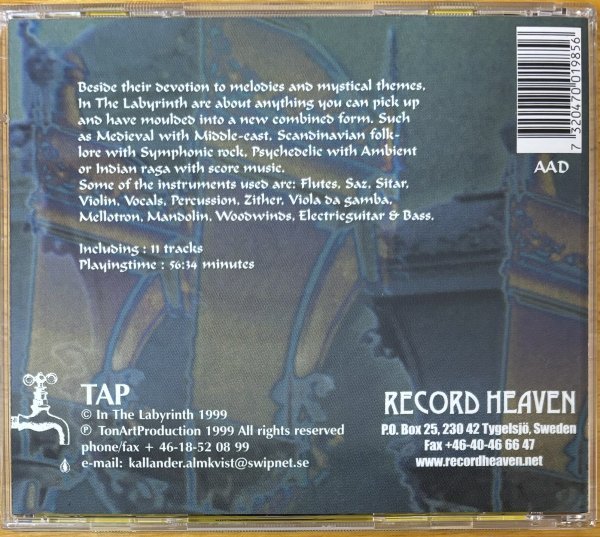 Beside their devotion to melodies and mystical themes.
In The Labyrinth are about anything you can pick up
and have moulded into a new combined form. Such
as Medieval with Middle-east, Scandinavian folk-
lore with Symphonic rock, Psychedelic with Ambient
or Indian raga with score music.
Some of the instruments used are: Flutes, Saz, Sitar,
Violin, Vocals, Percussion, Zither, Viola da gamba,
Mellotron, Mandolin, Woodwinds, Electricguitar & Bass.
Including : 11 tracks
Playingtime : 56:34 minutes
7 320470 019856
AAD
TAP
© In The Labyrinth 1999
℗ TonArtProduction 1999 All rights reserved
phone/fax + 46-18-52 08 99
e-mail: kallander.almkvist@swipnet.se
RECORD HEAVEN
P.O. Box 25, 230 42 Tygelsjö, Sweden
Fax +46-40-46 66 47
www.recordheaven.net